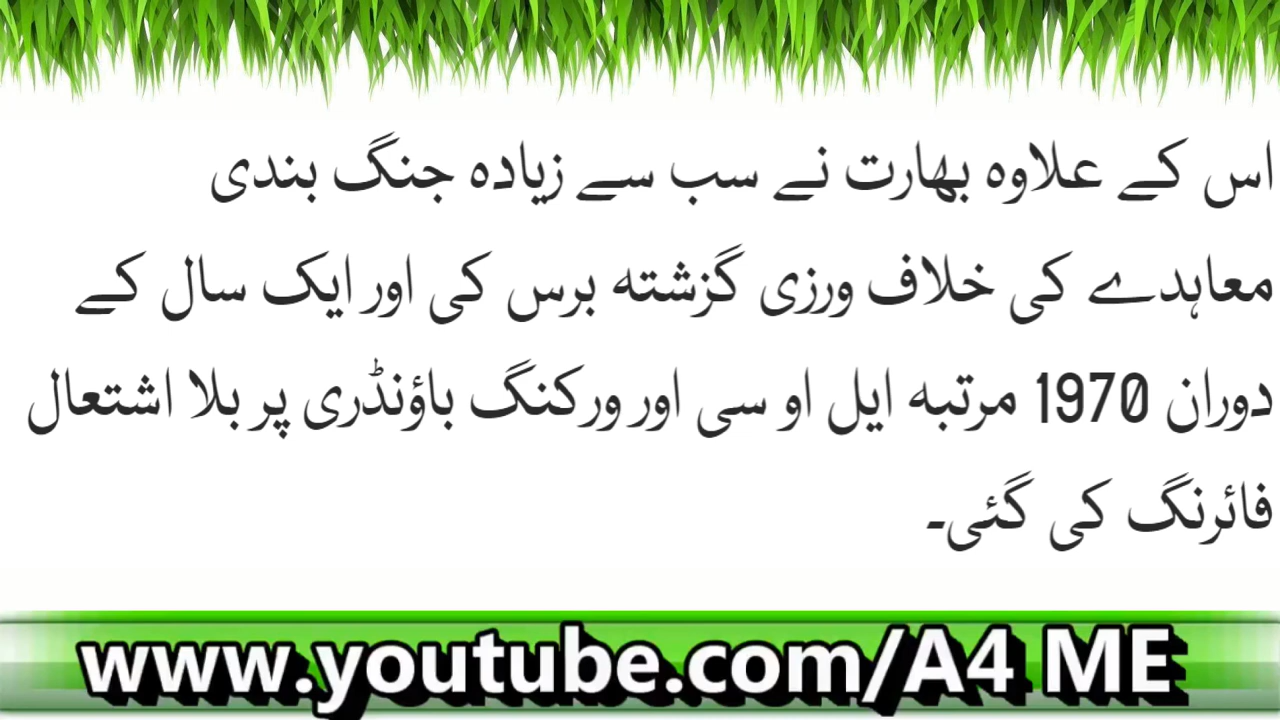 اس کے علاوہ بھارت نے سب سے زیادہ جنگ بندی
معاہدے کی خلاف ورزی گزشتہ برس کی اور ایک سال کے
دوران 1970 مرتبہ ایل او سی اور ورکنگ باؤنڈری پر بلا اشتعال
فائرنگ کی گئی۔
www.youtube.com/A4 ME